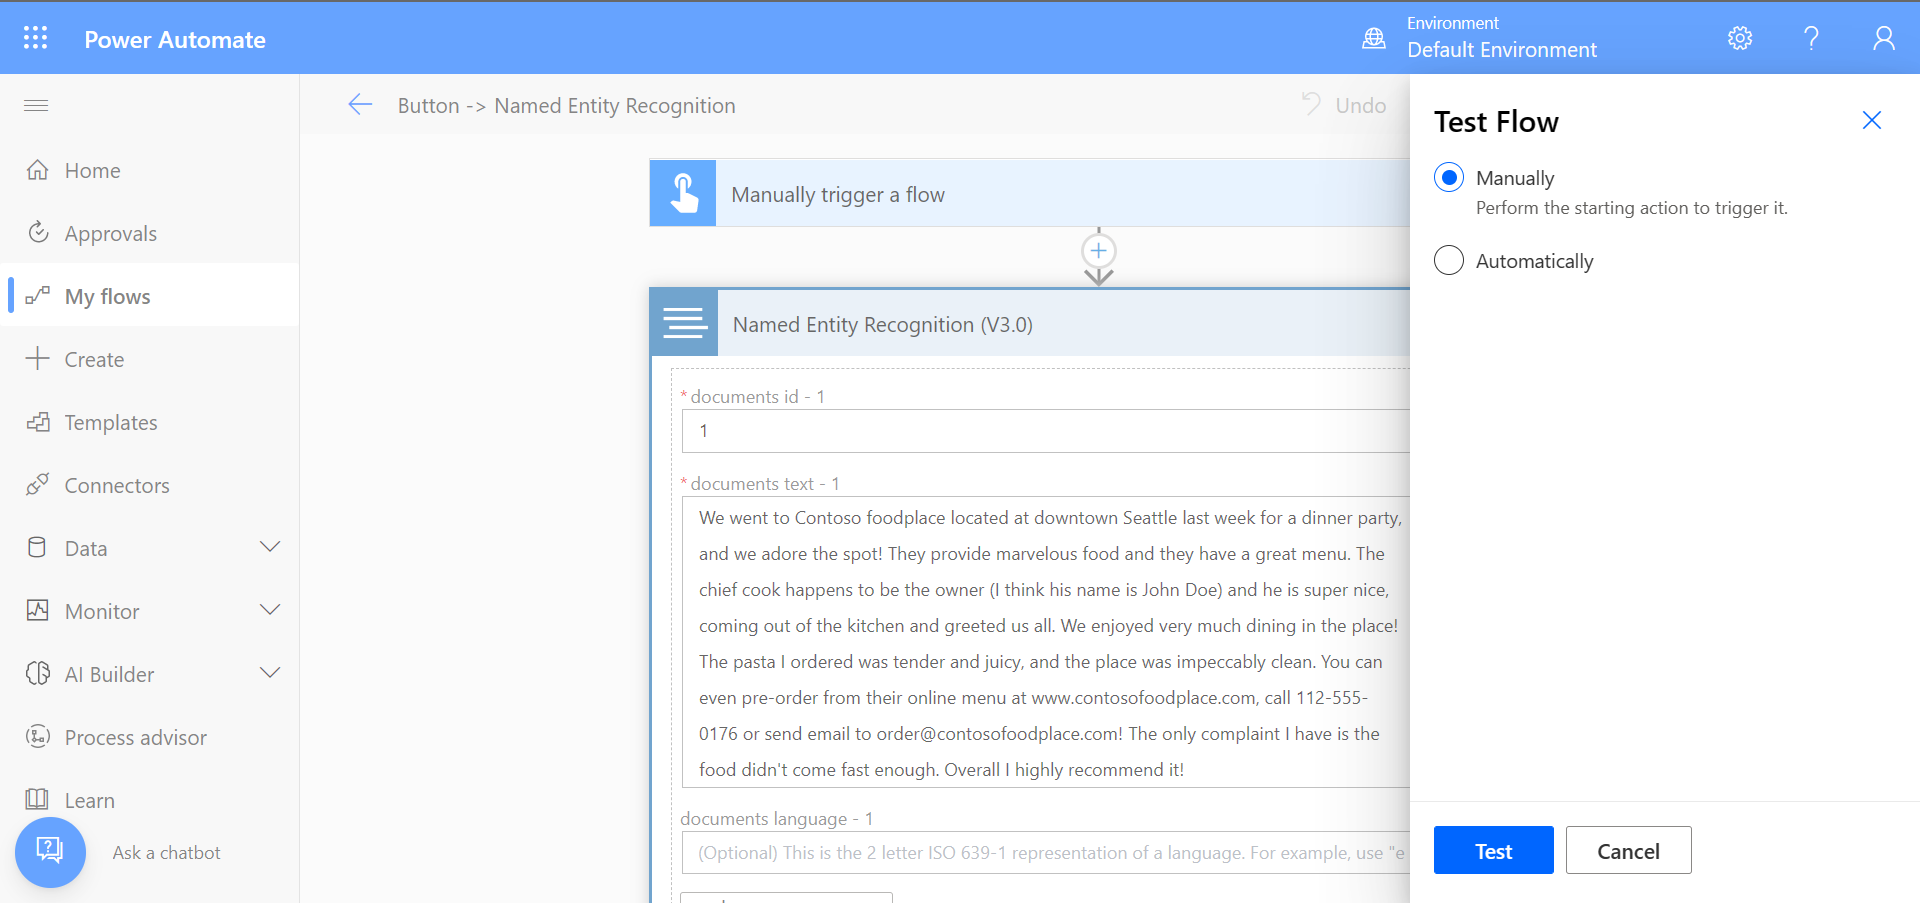 Power Automate
Environment
Default Environment
Home
Approvals
My flows
Create
Templates
Connectors
Data
Monitor
AI Builder
Process advisor
Learn
Ask a chatbot
Button -> Named Entity Recognition
Undo
Manually trigger a flow
Named Entity Recognition (V3.0)
* documents id - 1
1
* documents text - 1
We went to Contoso foodplace located at downtown Seattle last week for a dinner party,
and we adore the spot! They provide marvelous food and they have a great menu. The
chief cook happens to be the owner (I think his name is John Doe) and he is super nice,
coming out of the kitchen and greeted us all. We enjoyed very much dining in the place!
The pasta I ordered was tender and juicy, and the place was impeccably clean. You can
even pre-order from their online menu at www.contosofoodplace.com, call 112-555-
0176 or send email to order@contosofoodplace.com! The only complaint I have is the
food didn't come fast enough. Overall I highly recommend it!
documents language - 1
(Optional) This is the 2 letter ISO 639-1 representation of a language. For example, use "e
Test Flow
Manually
Perform the starting action to trigger it.
Automatically
Test
Cancel